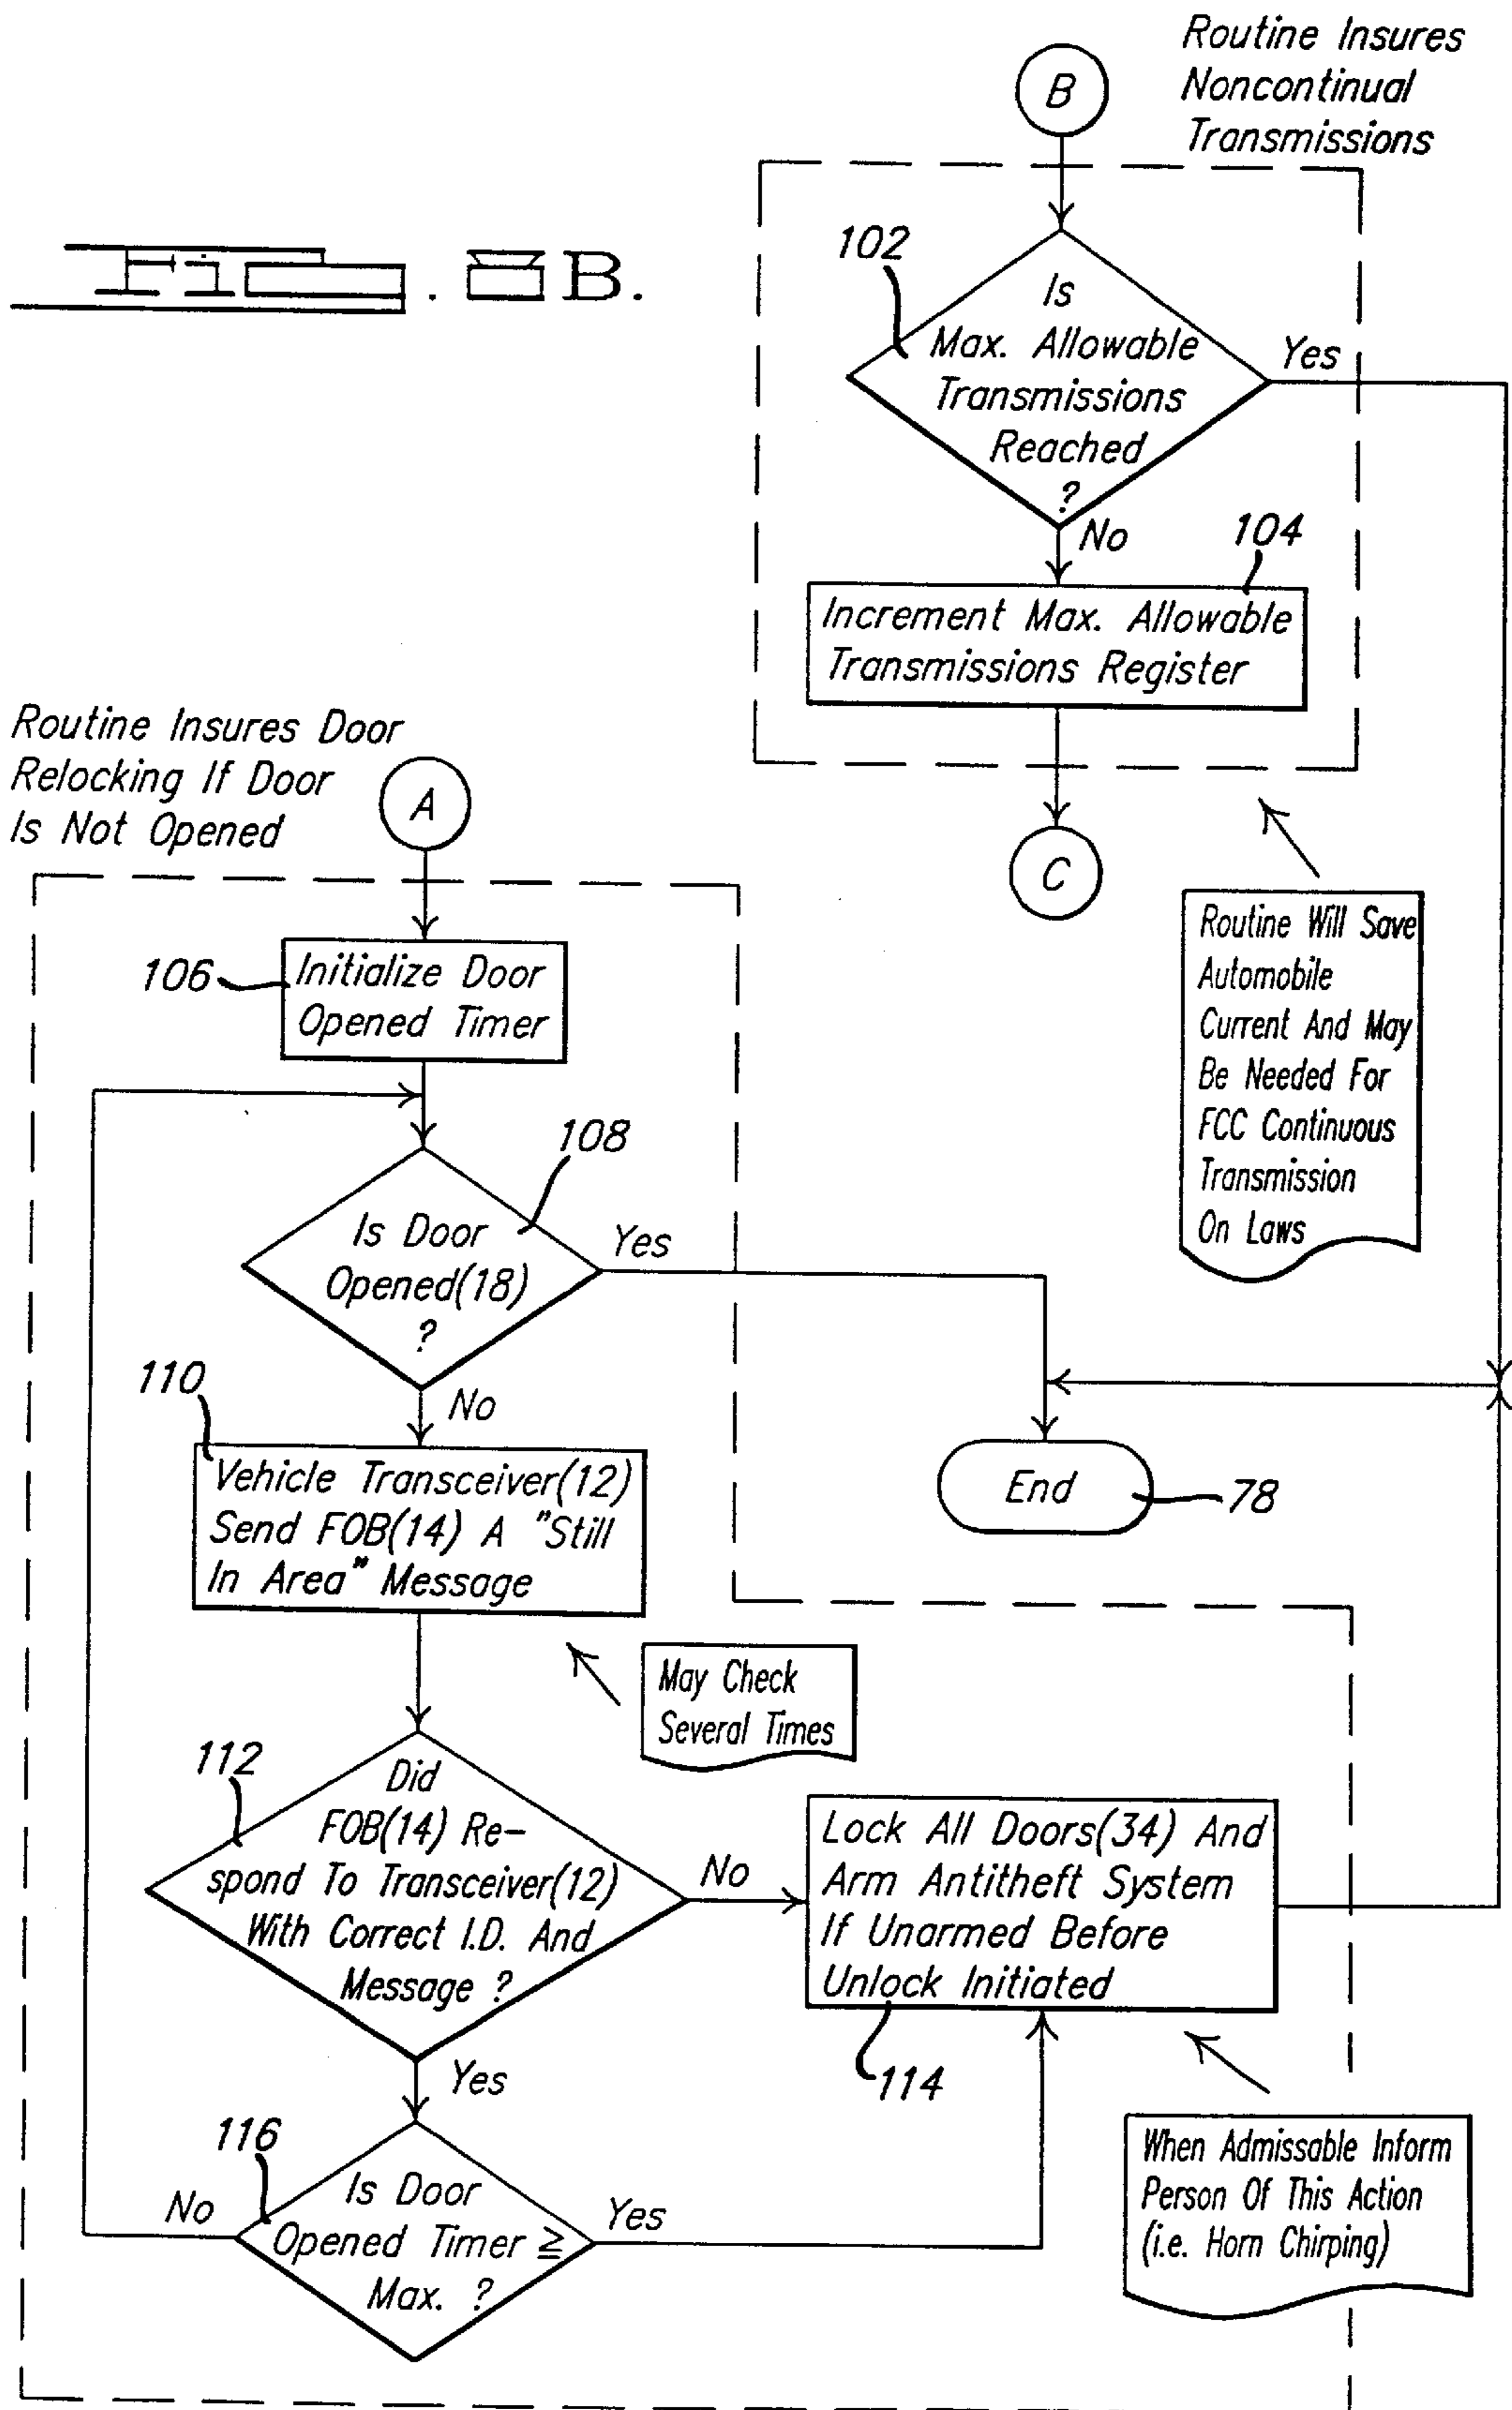 Routine Insures
Noncontinual
Transmissions
B
102
Is
Max. Allowable
Transmissions
Reached
?
Yes
No
104
Increment Max. Allowable
Transmissions Register
C
Routine Will Save
Automobile
Current And May
Be Needed For
FCC Continuous
Transmission
On Laws
Routine Insures Door
Relocking If Door
Is Not Opened
A
106
Initialize Door
Opened Timer
108
Is Door
Opened(18)
?
Yes
No
End
78
110
Vehicle Transceiver(12)
Send FOB(14) A "Still
In Area" Message
May Check
Several Times
112
Did
FOB(14) Re-
spond To Transceiver(12)
With Correct I.D. And
Message ?
No
Yes
Lock All Doors(34) And
Arm Antitheft System
If Unarmed Before
Unlock Initiated
114
116
Is Door
Opened Timer ≧
Max. ?
No
Yes
When Admissable Inform
Person Of This Action
(i.e. Horn Chirping)